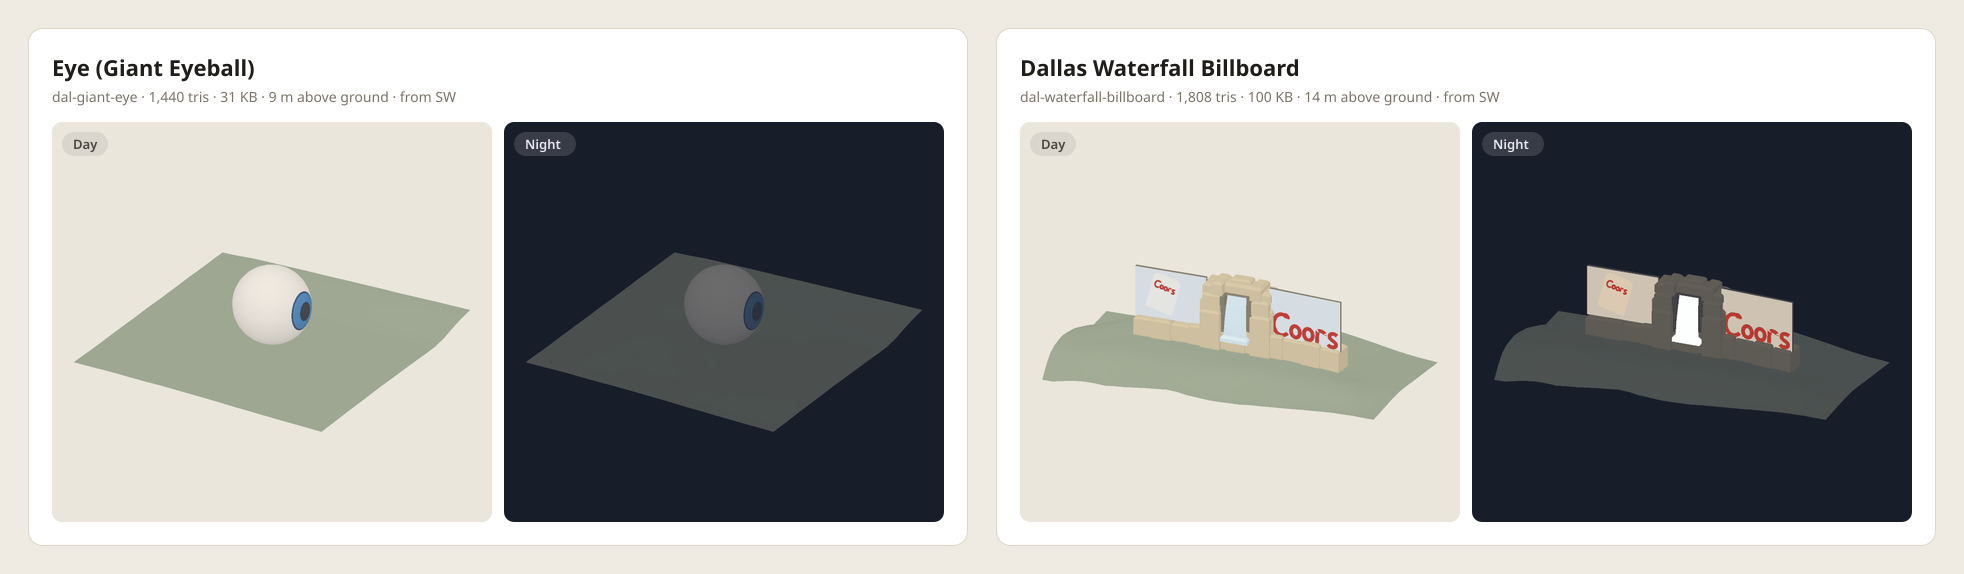 Eye (Giant Eyeball)
dal-giant-eye · 1,440 tris · 31 KB · 9 m above ground · from SW
Day
Night
Dallas Waterfall Billboard
dal-waterfall-billboard · 1,808 tris · 100 KB · 14 m above ground · from SW
Day
Coors
Coors
Night
Coors
Coors